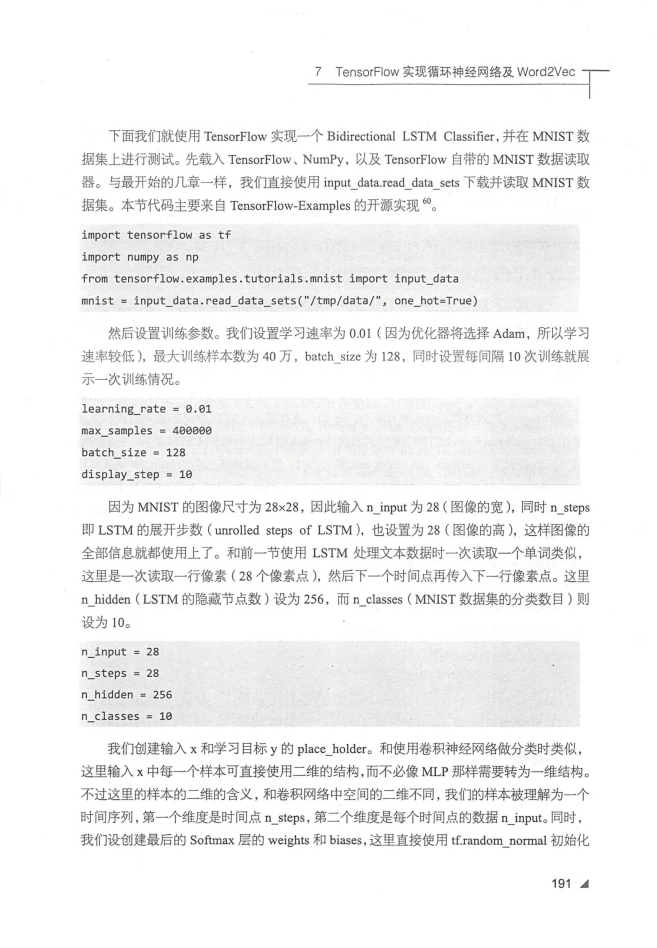 7 TensorFlow 实现循环神经网络及 Word2Vec
下面我们就使用 TensorFlow 实现一个 Bidirectional LSTM Classifier，并在 MNIST 数
据集上进行测试。先载入 TensorFlow、NumPy，以及 TensorFlow 自带的 MNIST 数据读取
器。与最开始的几章一样，我们直接使用 input_data.read_data_sets 下载并读取 MNIST 数
据集。本节代码主要来自 TensorFlow-Examples 的开源实现 60。
import tensorflow as tf
import numpy as np
from tensorflow.examples.tutorials.mnist import input_data
mnist = input_data.read_data_sets("/tmp/data/", one_hot=True)
然后设置训练参数。我们设置学习速率为 0.01（因为优化器将选择 Adam，所以学习
速率较低），最大训练样本数为 40 万，batch_size 为 128，同时设置每间隔 10 次训练就展
示一次训练情况。
learning_rate = 0.01
max_samples = 400000
batch_size = 128
display_step = 10
因为 MNIST 的图像尺寸为 28×28，因此输入 n_input 为 28（图像的宽），同时 n_steps
即 LSTM 的展开步数（unrolled steps of LSTM），也设置为 28（图像的高），这样图像的
全部信息就都使用上了。和前一节使用 LSTM 处理文本数据时一次读取一个单词类似，
这里是一次读取一行像素（28 个像素点），然后下一个时间点再传入下一行像素点。这里
n_hidden（LSTM 的隐藏节点数）设为 256，而 n_classes（MNIST 数据集的分类数目）则
设为 10。
n_input = 28
n_steps = 28
n_hidden = 256
n_classes = 10
我们创建输入 x 和学习目标 y 的 place_holder。和使用卷积神经网络做分类时类似，
这里输入 x 中每一个样本可直接使用二维的结构，而不必像 MLP 那样需要转为一维结构。
不过这里的样本的二维的含义，和卷积网络中空间的二维不同，我们的样本被理解为一个
时间序列，第一个维度是时间点 n_steps，第二个维度是每个时间点的数据 n_input。同时，
我们设创建最后的 Softmax 层的 weights 和 biases，这里直接使用 tf.random_normal 初始化
191